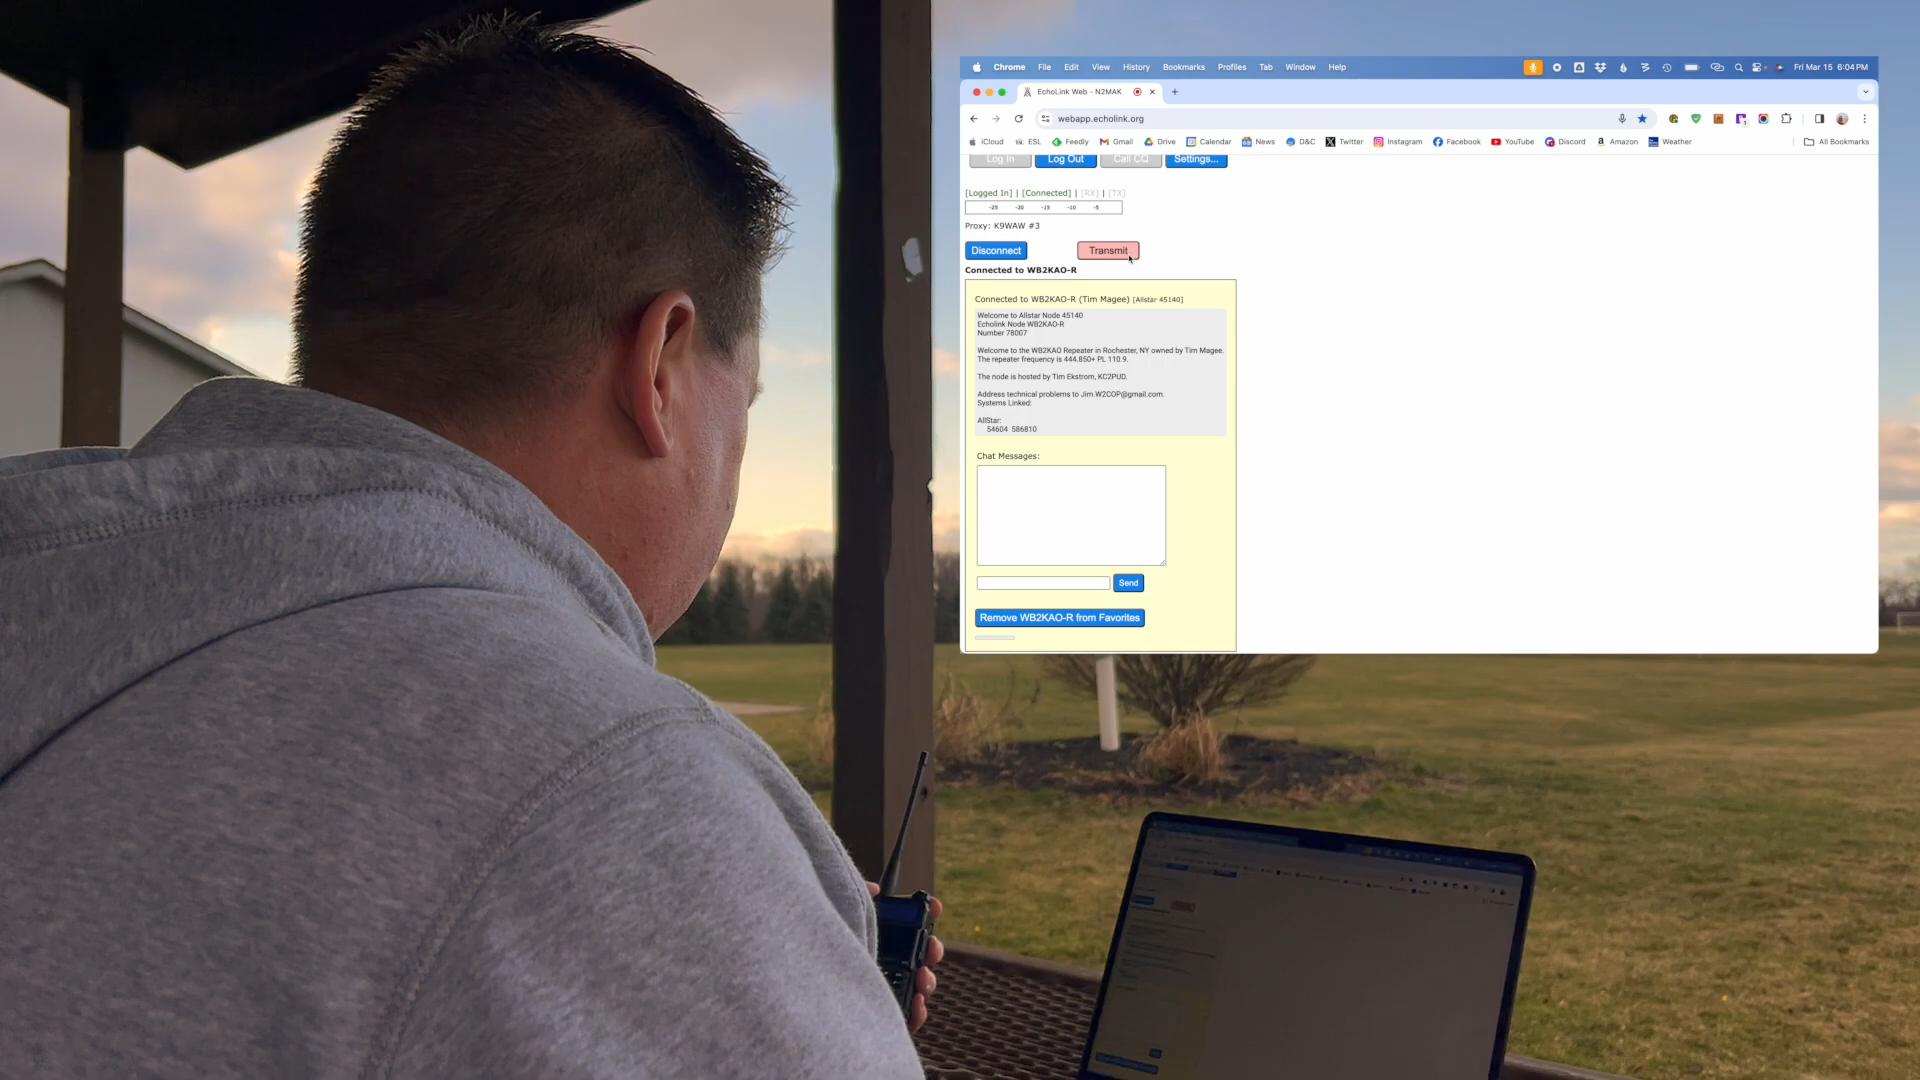 Chrome File Edit View History Bookmarks Profiles Tab Window Help Fri Mar 15 6:04 PM
EchoLink Web - N2MAK
webapp.echolink.org
iCloud ESL Feedly Gmail Drive Calendar News D&C Twitter Instagram Facebook YouTube Discord Amazon Weather All Bookmarks
Log In Log Out Call CQ Settings...
[Logged In] | [Connected] | [RX] | [TX]
-25 -20 -15 -10 -5
Proxy: K9WAW #3
Disconnect Transmit
Connected to WB2KAO-R
Connected to WB2KAO-R (Tim Magee) [Allstar 45140]
Welcome to Allstar Node 45140
Echolink Node WB2KAO-R
Number 78007
Welcome to the WB2KAO Repeater in Rochester, NY owned by Tim Magee.
The repeater frequency is 444.850+ PL 110.9.
The node is hosted by Tim Ekstrom, KC2PUD.
Address technical problems to Jim.W2COP@gmail.com.
Systems Linked:
AllStar:
54604 586810
Chat Messages:
Send
Remove WB2KAO-R from Favorites